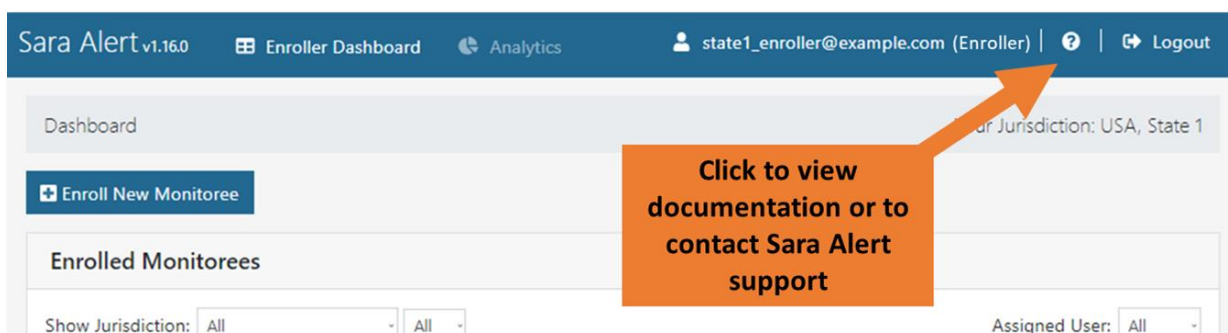 Sara Alert v1.16.0 Enroller Dashboard Analytics state1_enroller@example.com (Enroller) | ? | Logout
Dashboard Jurisdiction: USA, State 1
Enroll New Monitoree
Click to view
documentation or to
contact Sara Alert
support
Enrolled Monitorees
Show Jurisdiction: All All Assigned User: All